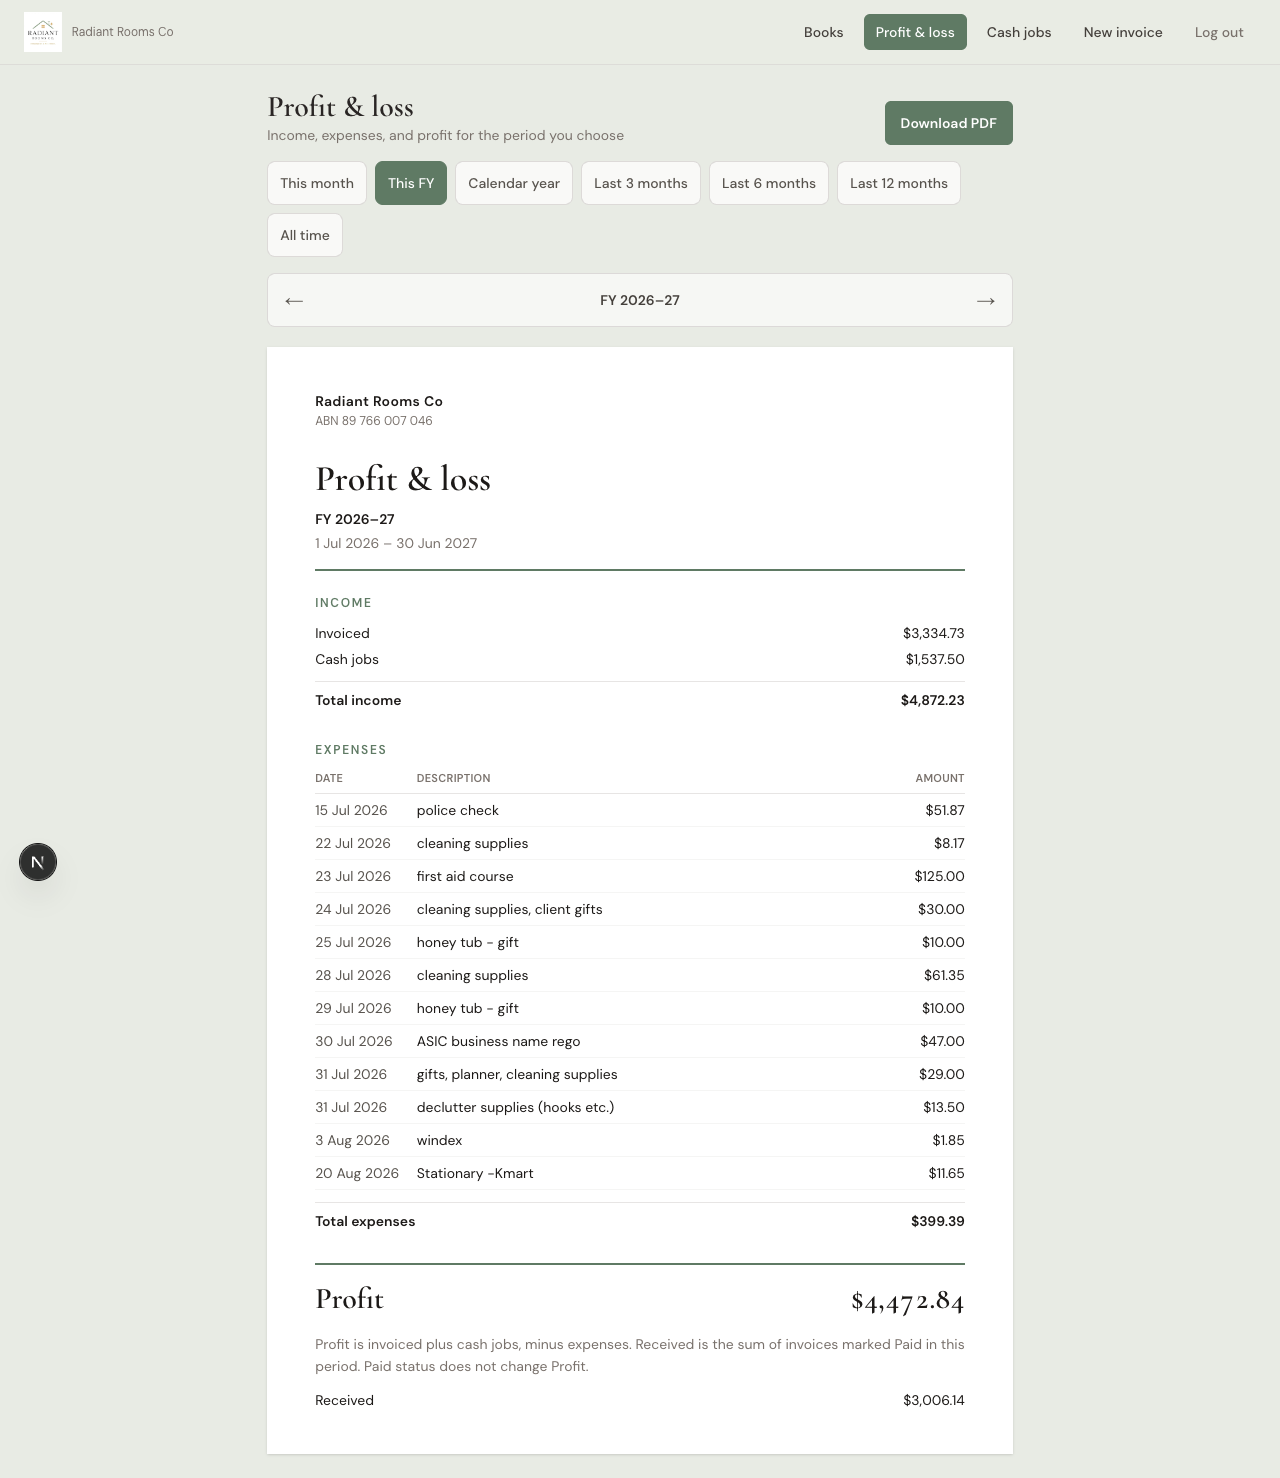 RADIANT
ROOMS CO
Radiant Rooms Co
Books
Profit & loss
Cash jobs
New invoice
Log out
Profit & loss
Income, expenses, and profit for the period you choose
Download PDF
This month
This FY
Calendar year
Last 3 months
Last 6 months
Last 12 months
All time
← FY 2026–27 →
Radiant Rooms Co
ABN 89 766 007 046
Profit & loss
FY 2026–27
1 Jul 2026 – 30 Jun 2027
INCOME
Invoiced $3,334.73
Cash jobs $1,537.50
Total income $4,872.23
EXPENSES
DATE DESCRIPTION AMOUNT
15 Jul 2026 police check $51.87
22 Jul 2026 cleaning supplies $8.17
23 Jul 2026 first aid course $125.00
24 Jul 2026 cleaning supplies, client gifts $30.00
25 Jul 2026 honey tub - gift $10.00
28 Jul 2026 cleaning supplies $61.35
29 Jul 2026 honey tub - gift $10.00
30 Jul 2026 ASIC business name rego $47.00
31 Jul 2026 gifts, planner, cleaning supplies $29.00
31 Jul 2026 declutter supplies (hooks etc.) $13.50
3 Aug 2026 windex $1.85
20 Aug 2026 Stationary -Kmart $11.65
Total expenses $399.39
Profit $4,472.84
Profit is invoiced plus cash jobs, minus expenses. Received is the sum of invoices marked Paid in this
period. Paid status does not change Profit.
Received $3,006.14
N